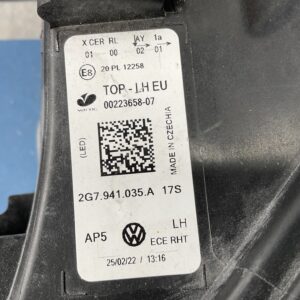 X CER RL AY 1a
01 00 02 01
E8 20 PL 12258
TOP - LH EU
00223658-07
(LED)
MADE IN CZECHIA
2G7.941.035.A 17S
AP5 LH
ECE RHT
25/02/22 / 13:16